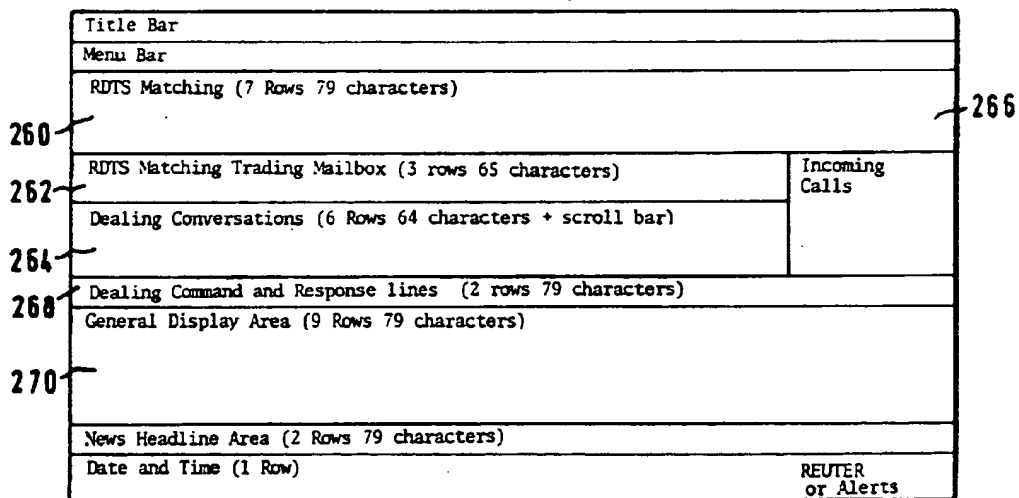 Title Bar
Menu Bar
RDTS Matching (7 Rows 79 characters)
266
260
RDTS Matching Trading Mailbox (3 rows 65 characters)
Incoming
Calls
262
Dealing Conversations (6 Rows 64 characters + scroll bar)
264
Dealing Command and Response lines (2 rows 79 characters)
268
General Display Area (9 Rows 79 characters)
270
News Headline Area (2 Rows 79 characters)
Date and Time (1 Row)
REUTER
or Alerts